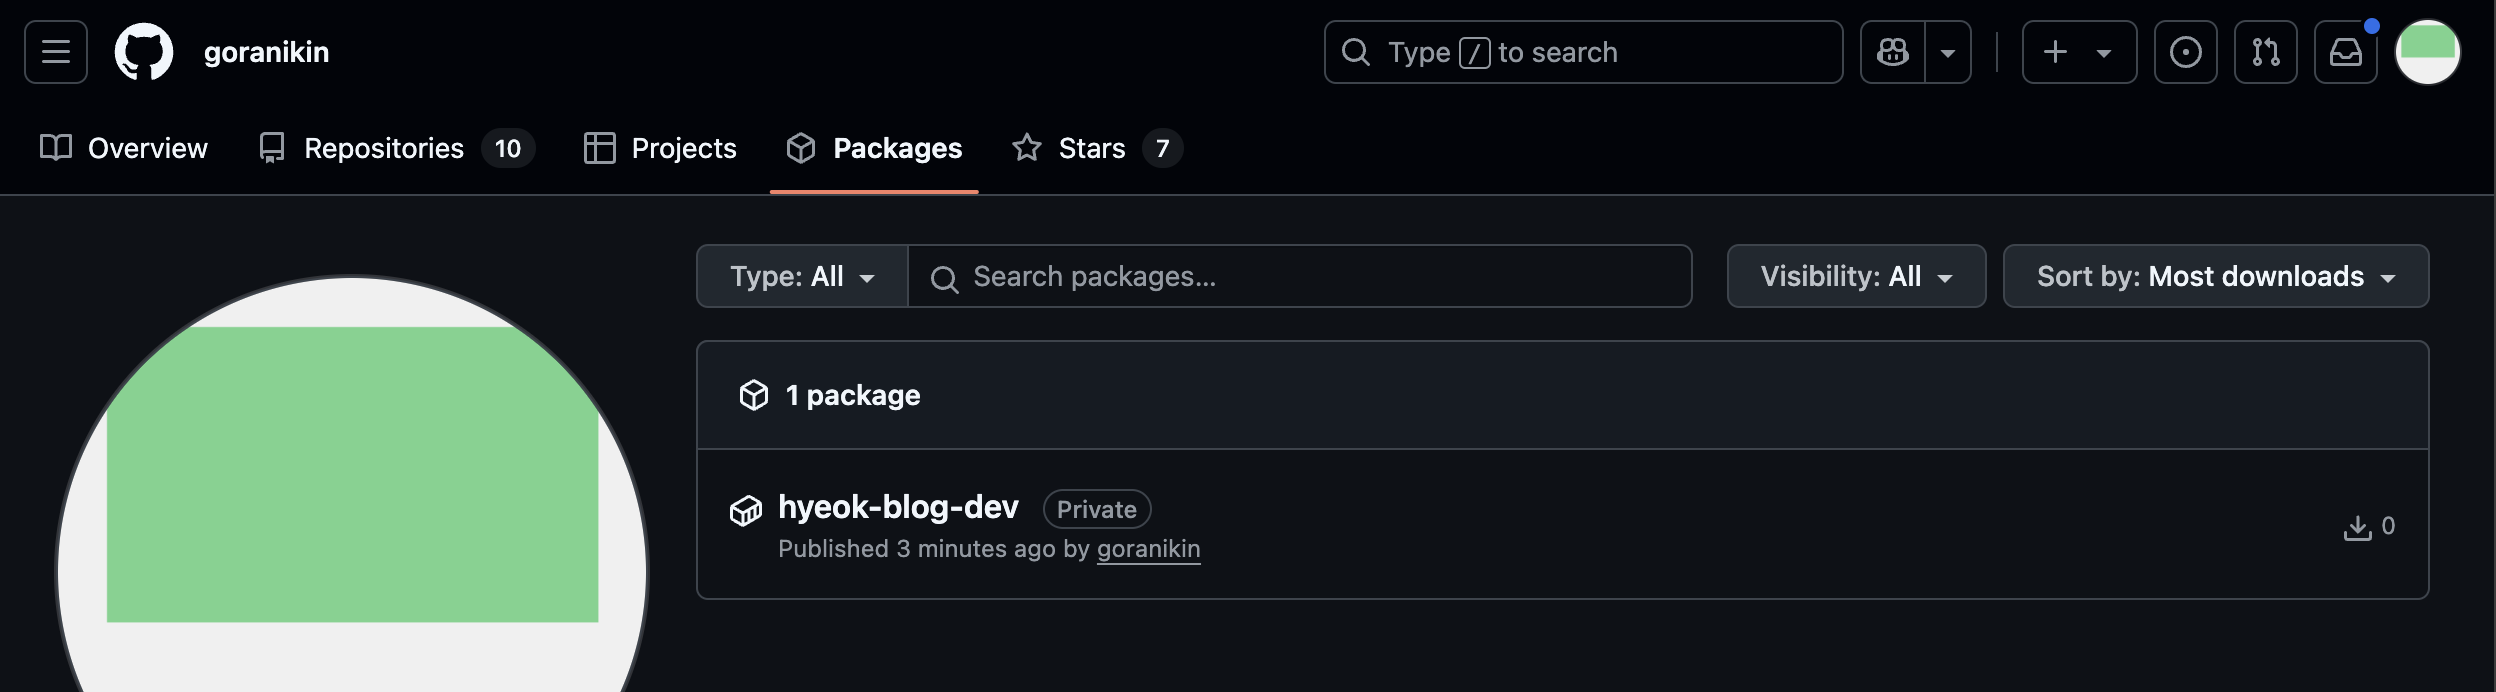 goranikin
Type / to search
Overview
Repositories 10
Projects
Packages
Stars 7
Type: All
Search packages...
Visibility: All
Sort by: Most downloads
1 package
hyeok-blog-dev Private
Published 3 minutes ago by goranikin
0